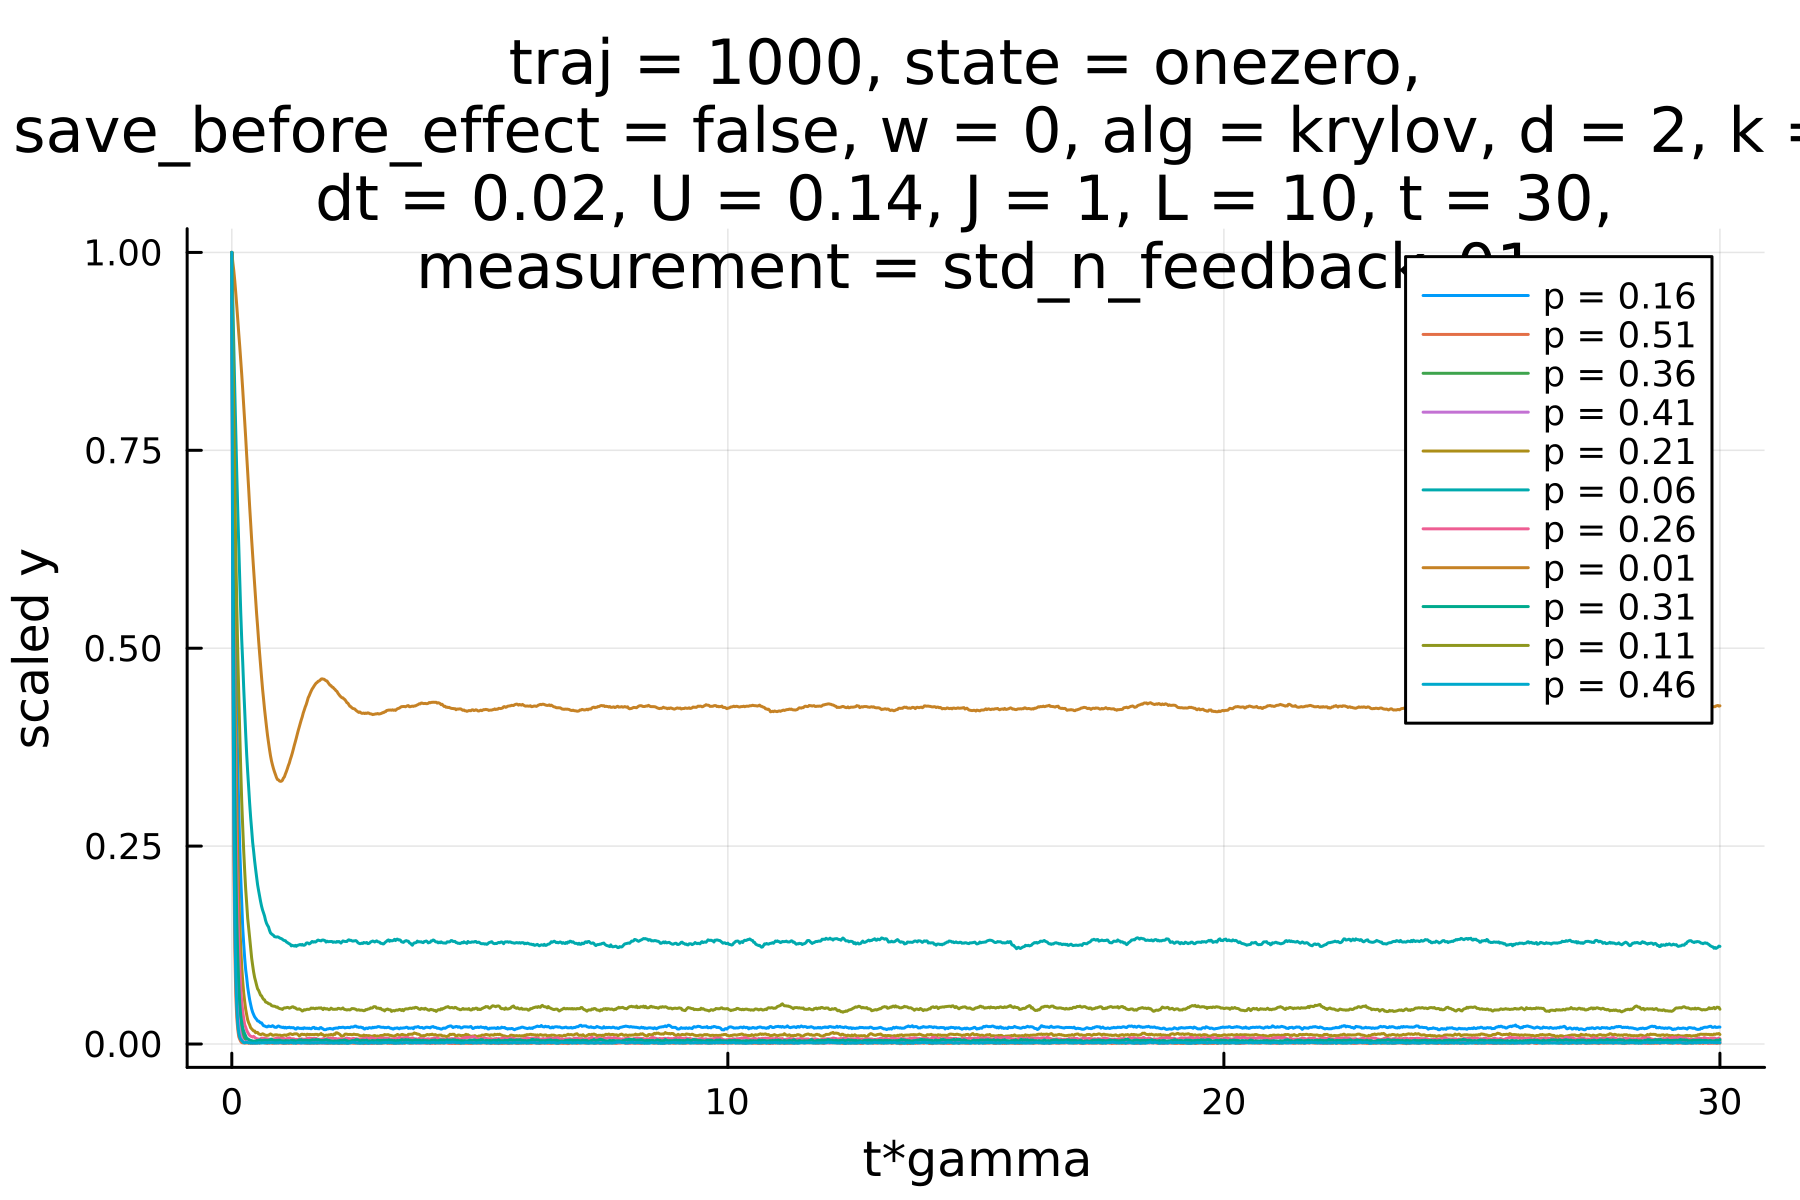 traj = 1000, state = onezero,
save_before_effect = false, w = 0, alg = krylov, d = 2, k =
dt = 0.02, U = 0.14, J = 1, L = 10, t = 30,
measurement = std_n_feedback
p = 0.16
p = 0.51
p = 0.36
p = 0.41
p = 0.21
p = 0.06
p = 0.26
p = 0.01
p = 0.31
p = 0.11
p = 0.46
scaled y
1.00
0.75
0.50
0.25
0.00
0
10
20
30
t*gamma